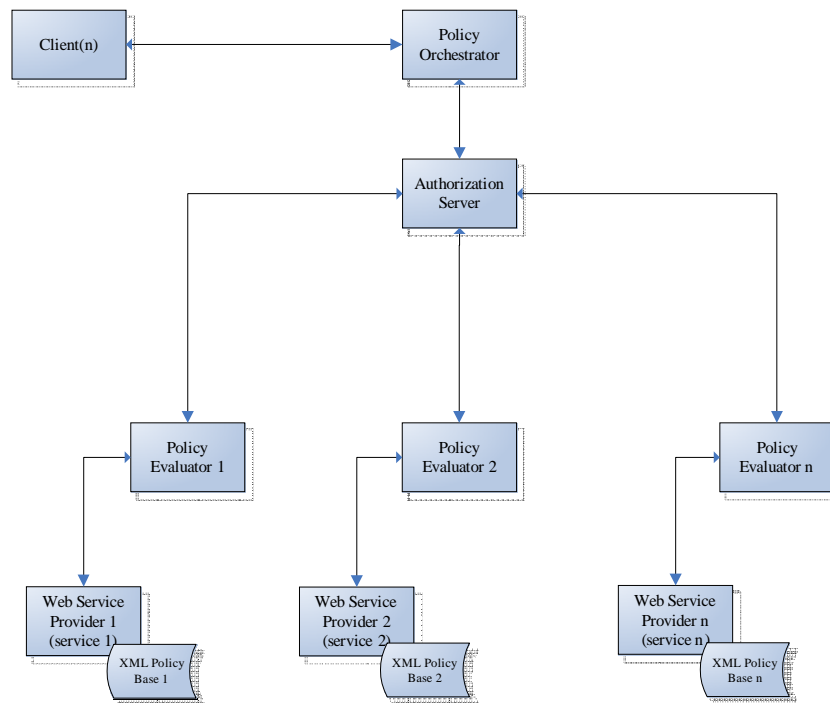 Client(n)
Policy
Orchestrator
Authorization
Server
Policy
Evaluator 1
Policy
Evaluator 2
Policy
Evaluator n
Web Service
Provider 1
(service 1)
XML Policy
Base 1
Web Service
Provider 2
(service 2)
XML Policy
Base 2
Web Service
Provider n
(service n)
XML Policy
Base n